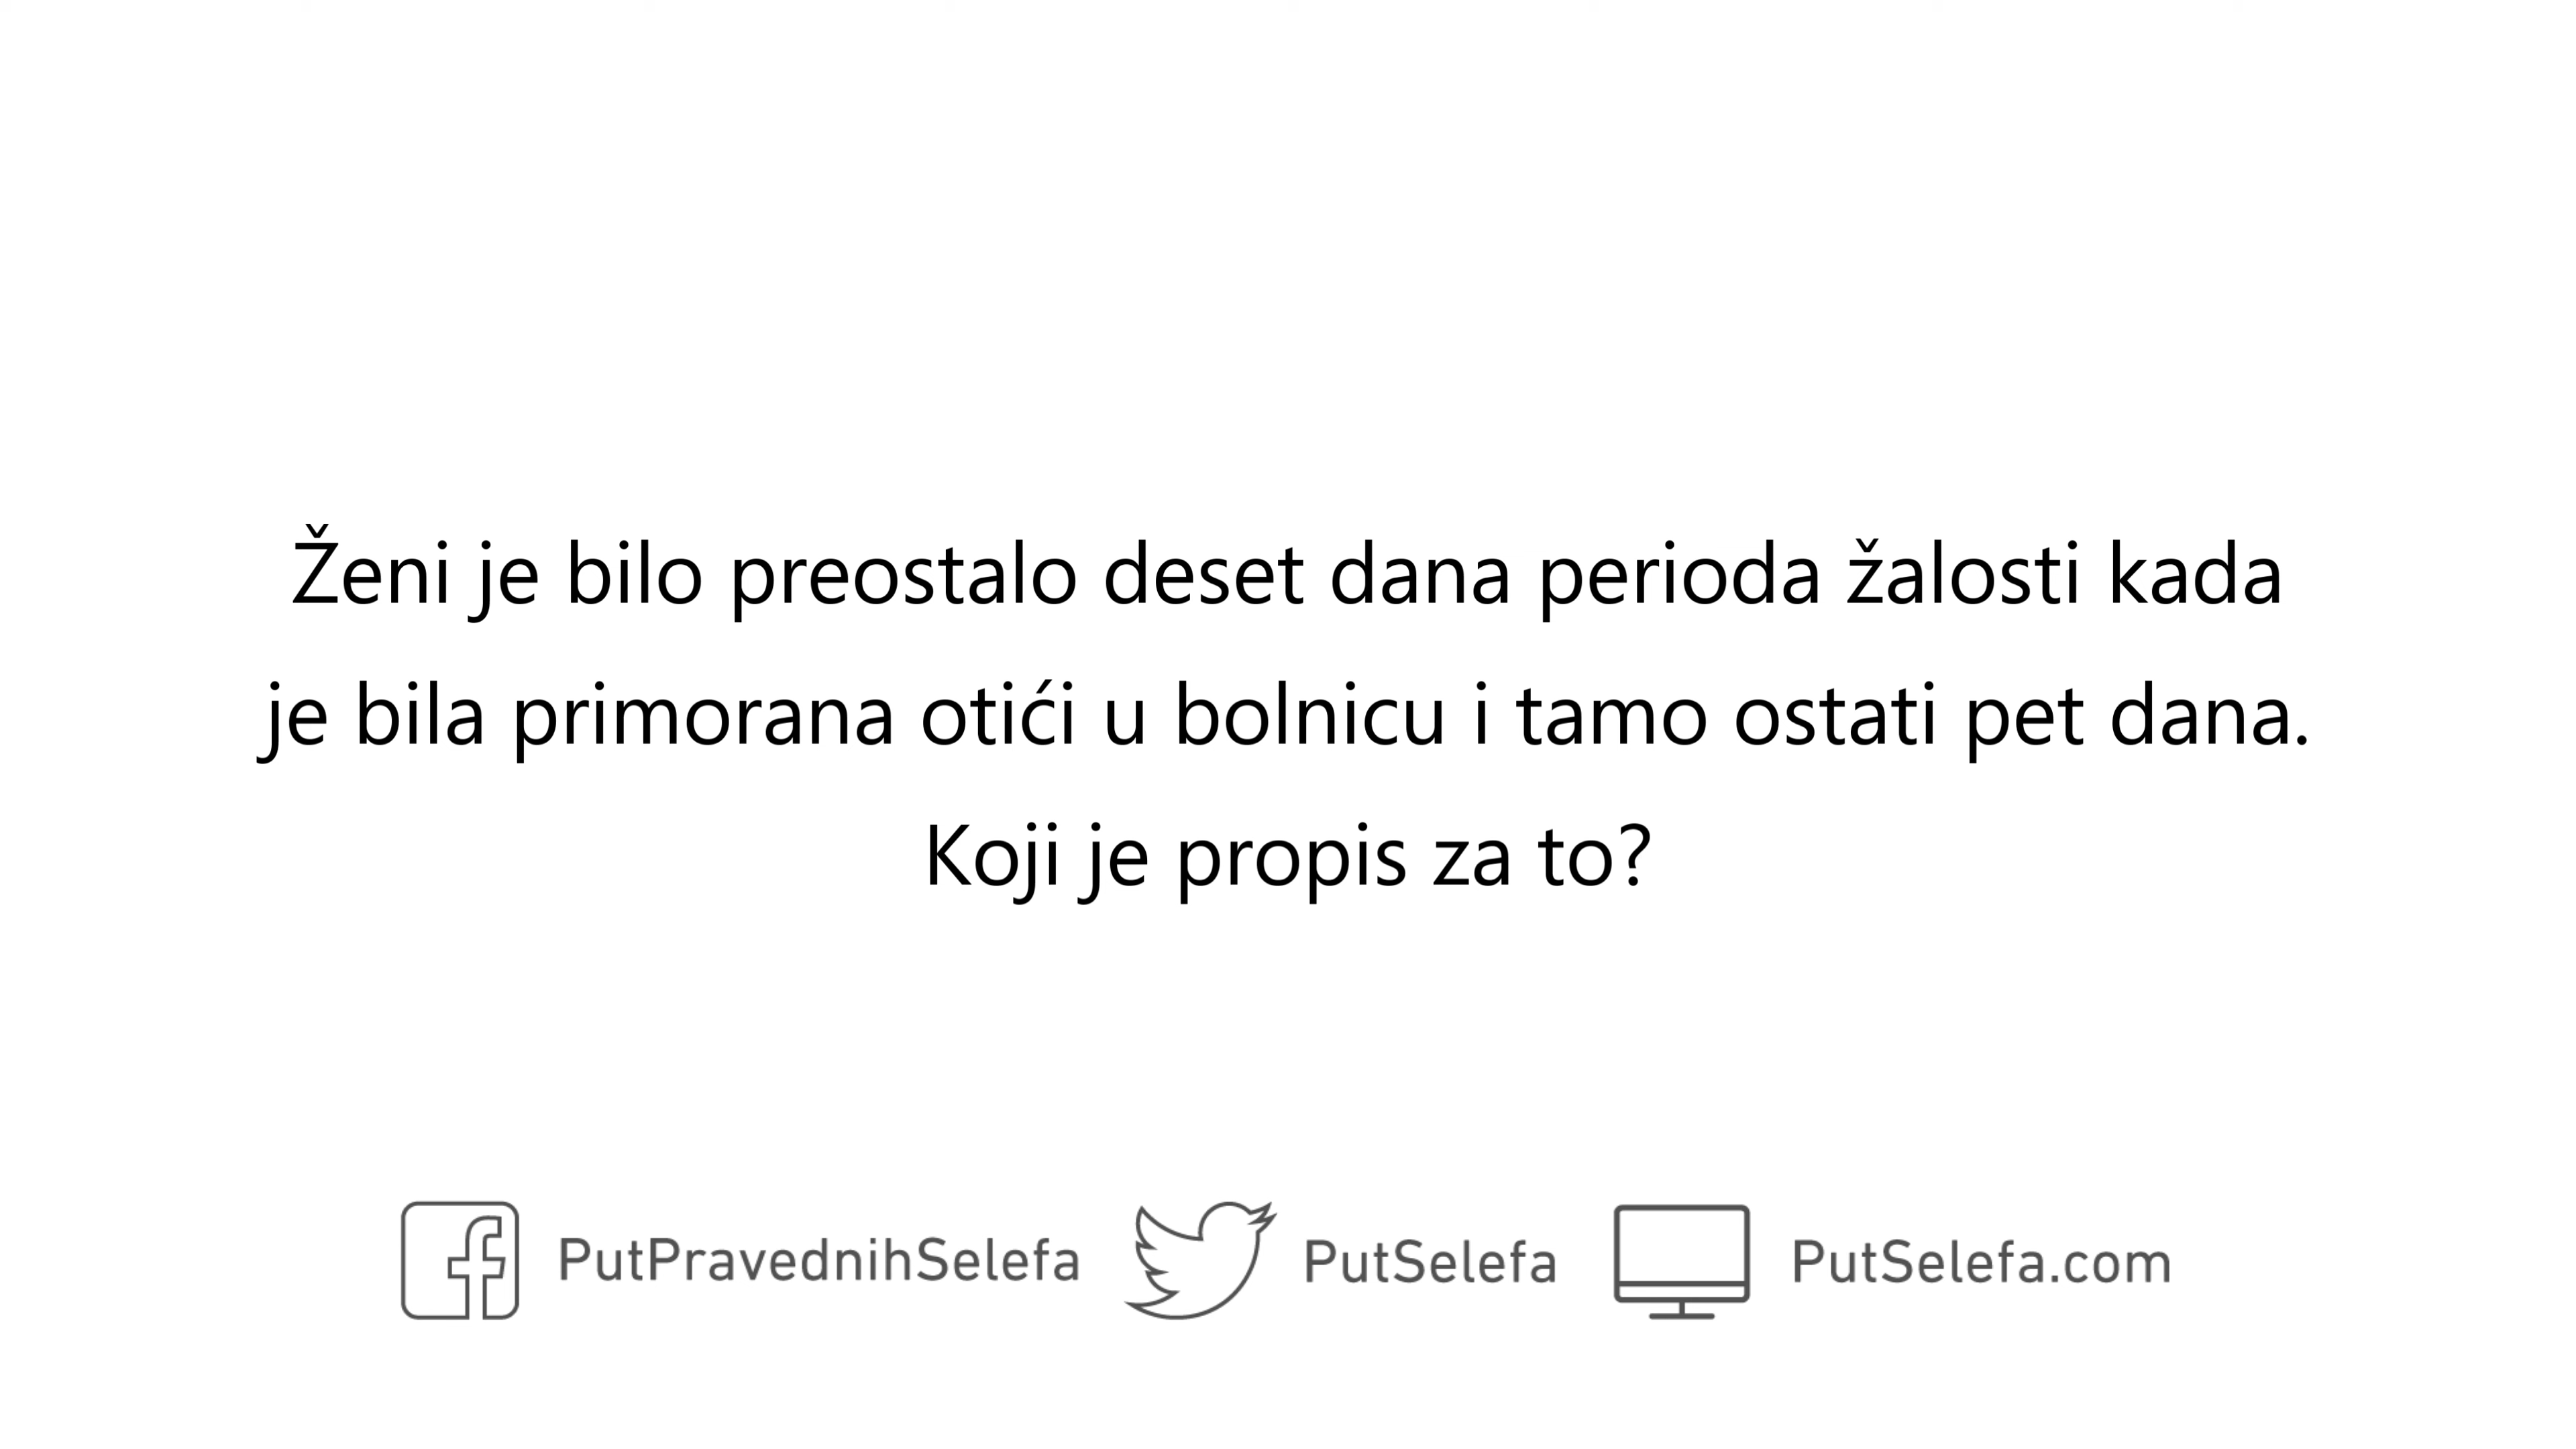 Ženi je bilo preostalo deset dana perioda žalosti kada
je bila primorana otići u bolnicu i tamo ostati pet dana.
Koji je propis za to?
PutPravednihSelefa PutSelefa PutSelefa.com